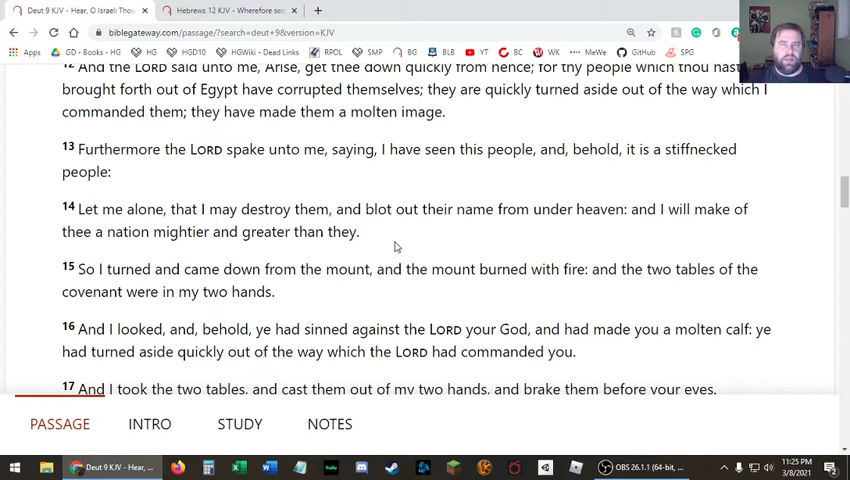 Deut 9 KJV - Hear, O Israel: Thou
Hebrews 12 KJV - Wherefore see
biblegateway.com/passage/?search=deut+9&version=KJV
Apps
GD - Books - HG
HG
HGD10
HGWiki - Dead Links
RPOL
SMP
BG
BLB
YT
BC
WK
MeWe
GitHub
SPG
12 And the LORD said unto me, Arise, get thee down quickly from hence; for thy people which thou hast
brought forth out of Egypt have corrupted themselves; they are quickly turned aside out of the way which I
commanded them; they have made them a molten image.
13 Furthermore the LORD spake unto me, saying, I have seen this people, and, behold, it is a stiffnecked
people:
14 Let me alone, that I may destroy them, and blot out their name from under heaven: and I will make of
thee a nation mightier and greater than they.
15 So I turned and came down from the mount, and the mount burned with fire: and the two tables of the
covenant were in my two hands.
16 And I looked, and, behold, ye had sinned against the LORD your God, and had made you a molten calf: ye
had turned aside quickly out of the way which the LORD had commanded you.
17 And I took the two tables, and cast them out of my two hands, and brake them before your eyes.
PASSAGE
INTRO
STUDY
NOTES
Deut 9 KJV - Hear, ...
OBS 26.1.1 (64-bit, ...
11:25 PM
3/8/2021